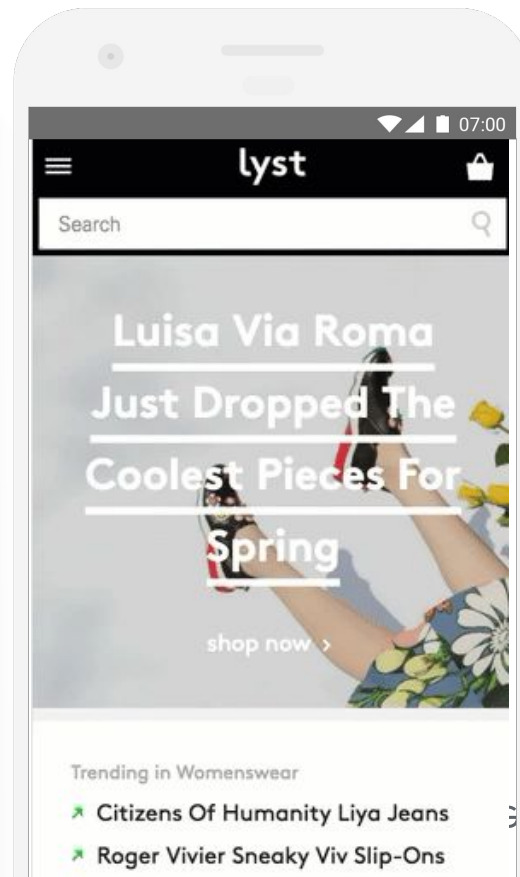 07:00
lyst
Search
Luisa Via Roma
Just Dropped The
Coolest Pieces For
Spring
shop now ›
Trending in Womenswear
Citizens Of Humanity Liya Jeans
Roger Vivier Sneaky Viv Slip-Ons